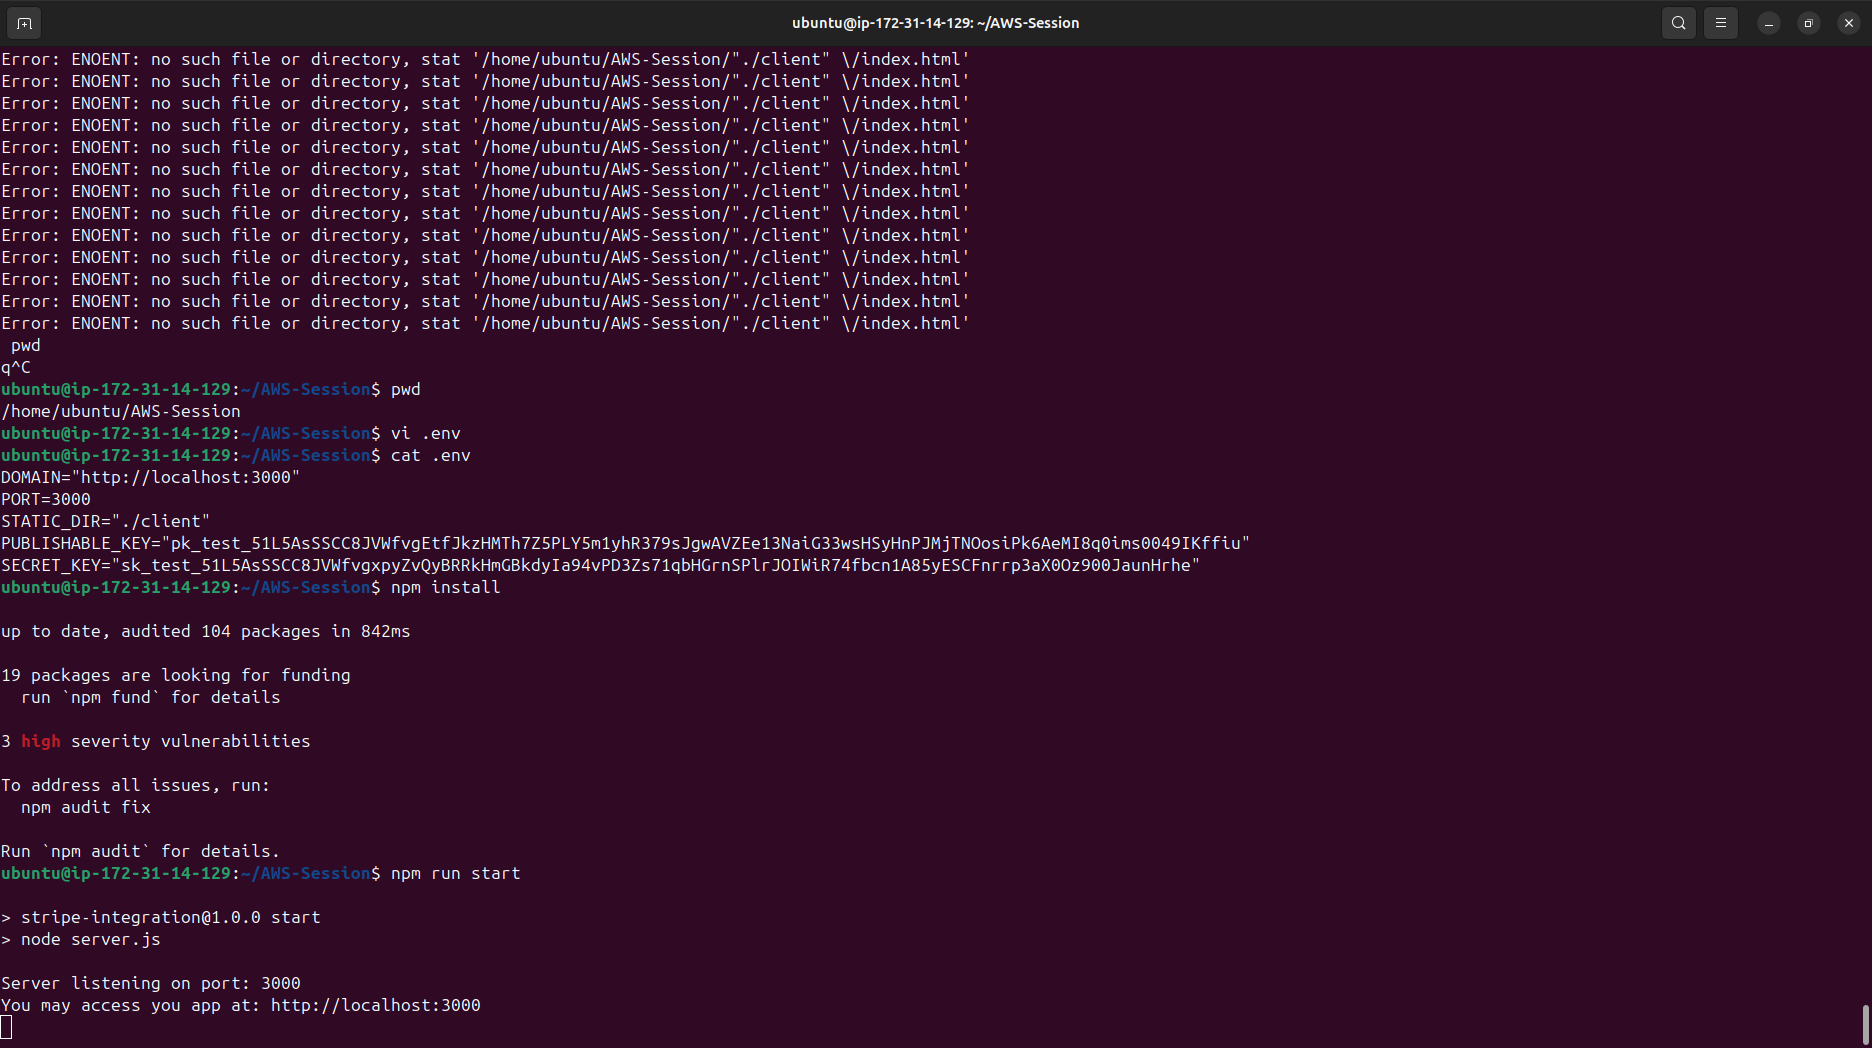 ubuntu@ip-172-31-14-129: ~/AWS-Session
Error: ENOENT: no such file or directory, stat '/home/ubuntu/AWS-Session/"./client" \/index.html'
Error: ENOENT: no such file or directory, stat '/home/ubuntu/AWS-Session/"./client" \/index.html'
Error: ENOENT: no such file or directory, stat '/home/ubuntu/AWS-Session/"./client" \/index.html'
Error: ENOENT: no such file or directory, stat '/home/ubuntu/AWS-Session/"./client" \/index.html'
Error: ENOENT: no such file or directory, stat '/home/ubuntu/AWS-Session/"./client" \/index.html'
Error: ENOENT: no such file or directory, stat '/home/ubuntu/AWS-Session/"./client" \/index.html'
Error: ENOENT: no such file or directory, stat '/home/ubuntu/AWS-Session/"./client" \/index.html'
Error: ENOENT: no such file or directory, stat '/home/ubuntu/AWS-Session/"./client" \/index.html'
Error: ENOENT: no such file or directory, stat '/home/ubuntu/AWS-Session/"./client" \/index.html'
Error: ENOENT: no such file or directory, stat '/home/ubuntu/AWS-Session/"./client" \/index.html'
Error: ENOENT: no such file or directory, stat '/home/ubuntu/AWS-Session/"./client" \/index.html'
Error: ENOENT: no such file or directory, stat '/home/ubuntu/AWS-Session/"./client" \/index.html'
Error: ENOENT: no such file or directory, stat '/home/ubuntu/AWS-Session/"./client" \/index.html'
pwd
q^C
ubuntu@ip-172-31-14-129:~/AWS-Session$ pwd
/home/ubuntu/AWS-Session
ubuntu@ip-172-31-14-129:~/AWS-Session$ vi .env
ubuntu@ip-172-31-14-129:~/AWS-Session$ cat .env
DOMAIN="http://localhost:3000"
PORT=3000
STATIC_DIR="./client"
PUBLISHABLE_KEY="pk_test_51L5AsSSCC8JVWfvgEtfJkzHMTh7Z5PLY5m1yhR379sJgwAVZEe13NaiG33wsHSyHnPJMjTNOosiPk6AeMI8q0ims0049IKffiu"
SECRET_KEY="sk_test_51L5AsSSCC8JVWfvgxpyZvQyBRRkHmGBkdyIa94vPD3Zs71qbHGrnSPlrJOIWiR74fbcn1A85yESCFnrrp3aX0Oz900JaunHrhe"
ubuntu@ip-172-31-14-129:~/AWS-Session$ npm install
up to date, audited 104 packages in 842ms
19 packages are looking for funding
run `npm fund` for details
3 high severity vulnerabilities
To address all issues, run:
npm audit fix
Run `npm audit` for details.
ubuntu@ip-172-31-14-129:~/AWS-Session$ npm run start
> stripe-integration@1.0.0 start
> node server.js
Server listening on port: 3000
You may access you app at: http://localhost:3000